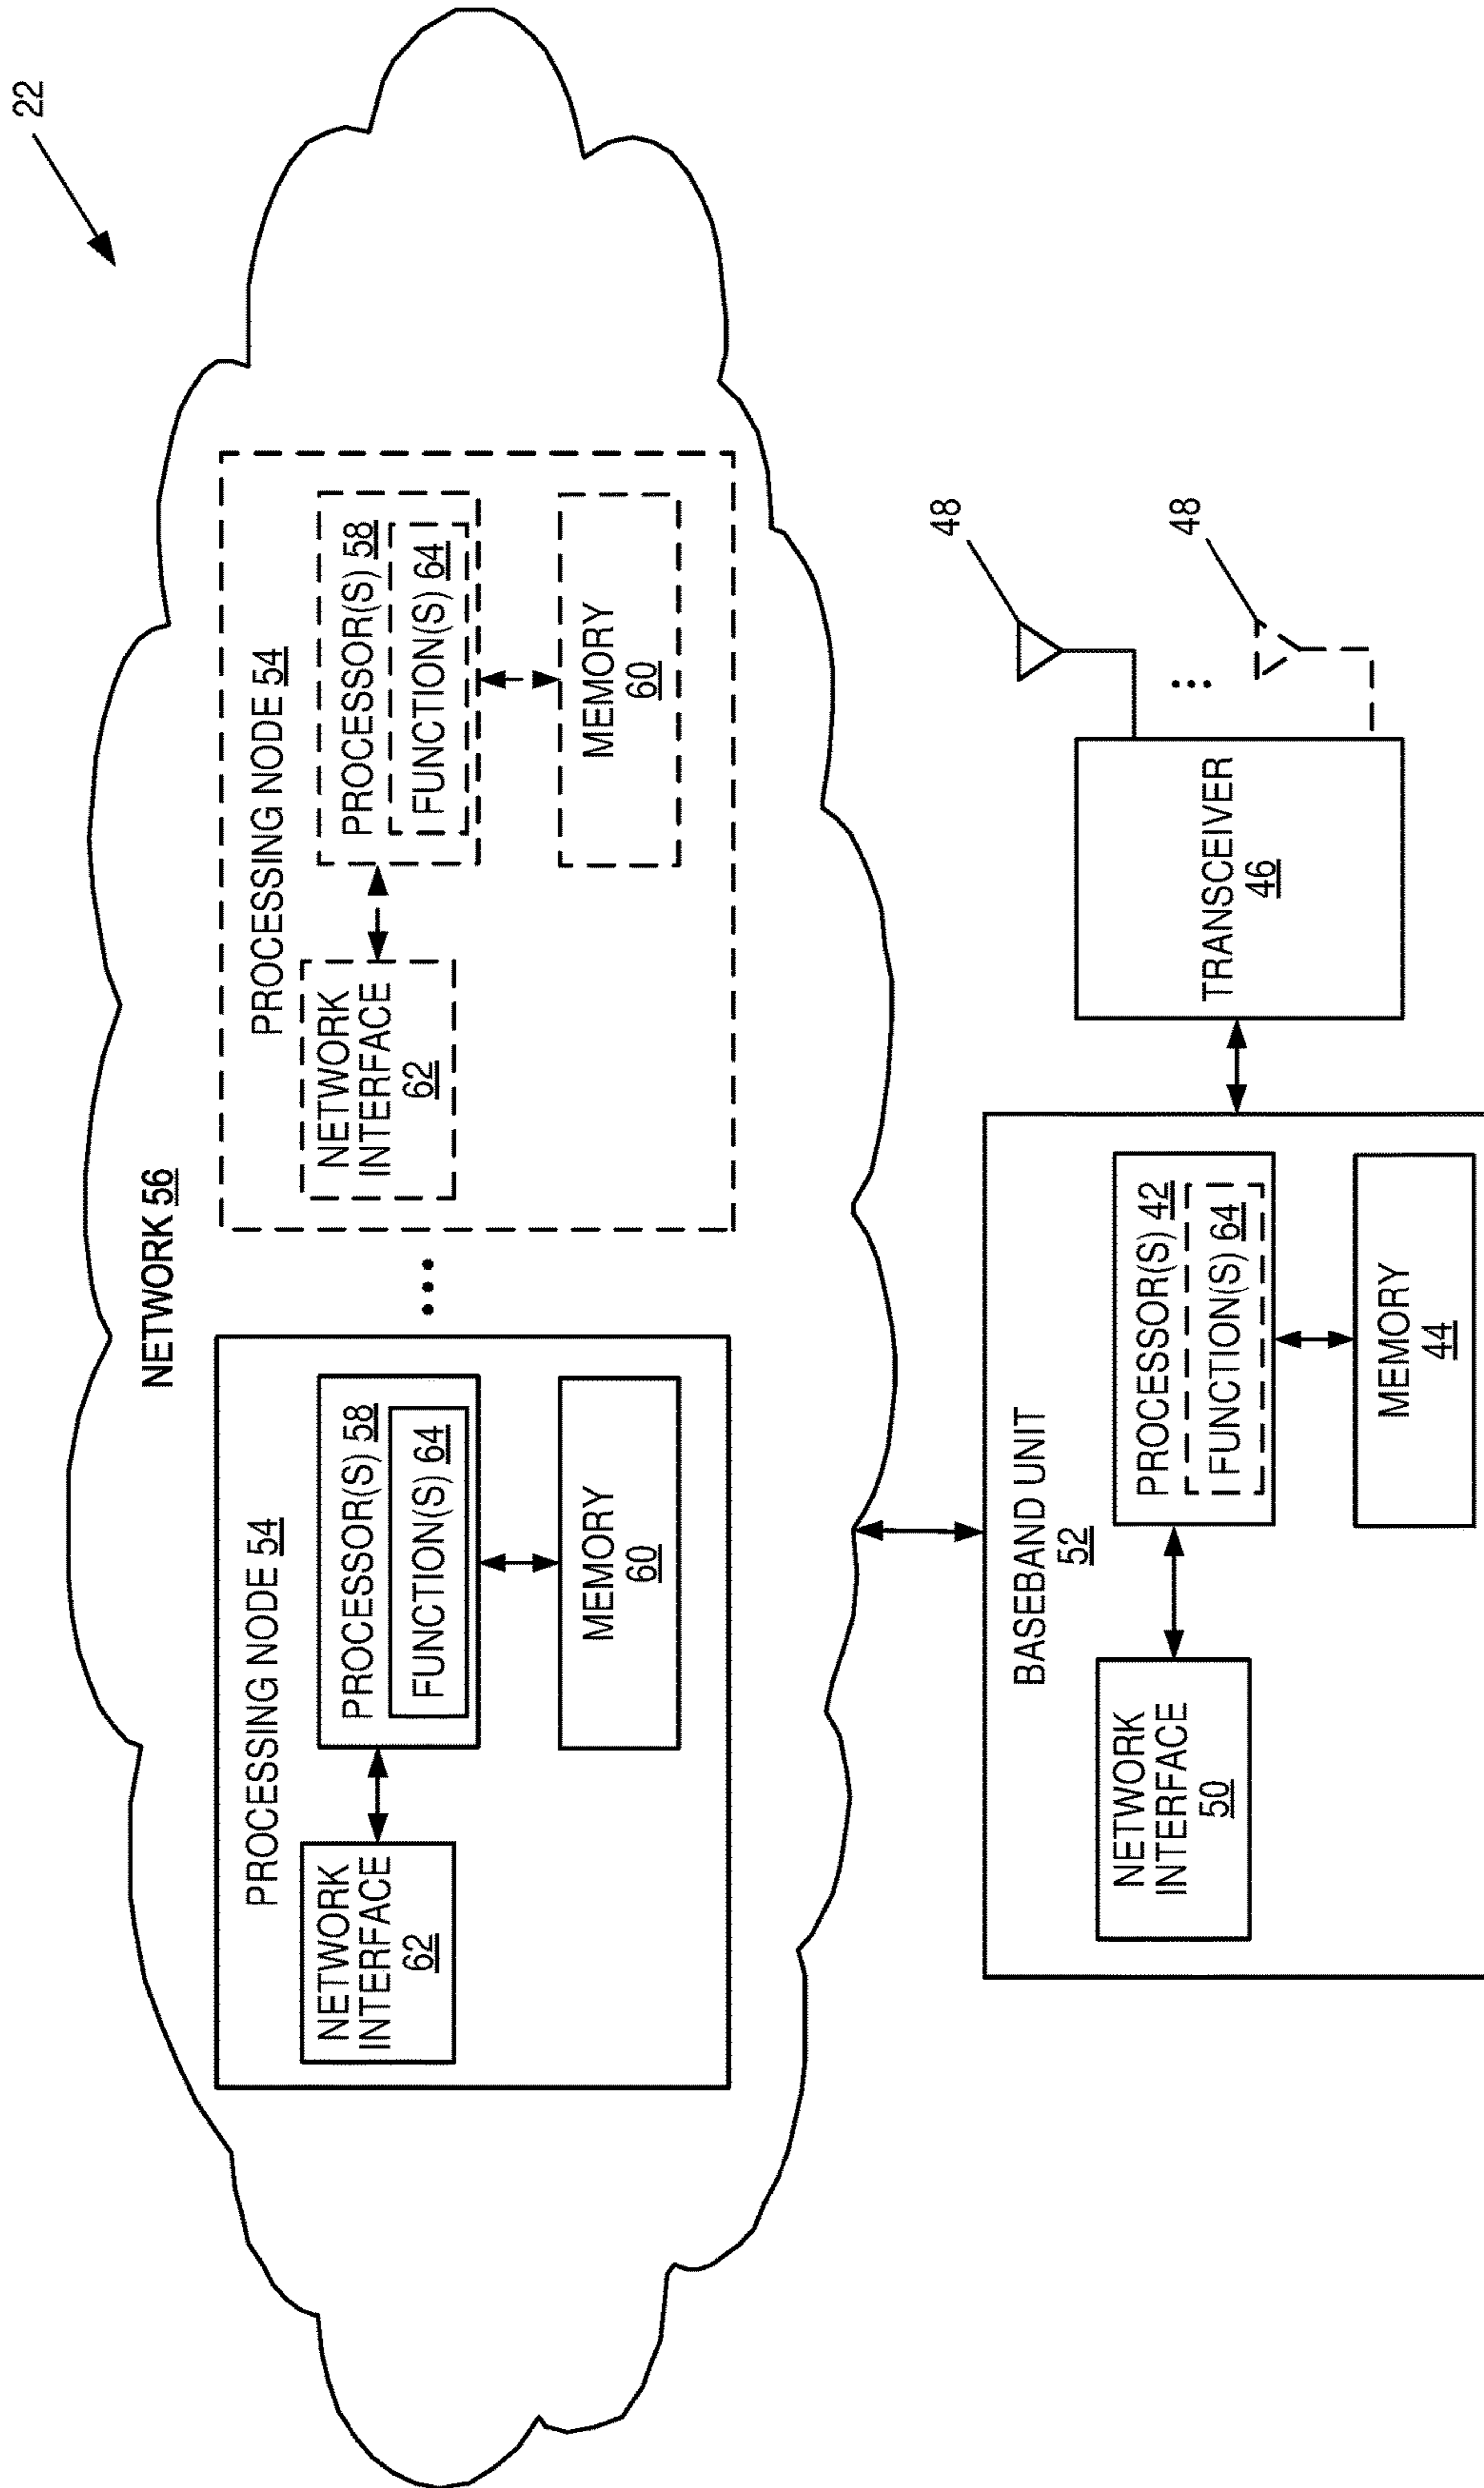 22
NETWORK 56
PROCESSING NODE 54
NETWORK
INTERFACE
62
PROCESSOR(S) 58
FUNCTION(S) 64
MEMORY
60
PROCESSING NODE 54
NETWORK
INTERFACE
62
PROCESSOR(S) 58
FUNCTION(S) 64
MEMORY
60
BASEBAND UNIT
52
NETWORK
INTERFACE
50
PROCESSOR(S) 42
FUNCTION(S) 64
MEMORY
44
TRANSCEIVER
46
48
48